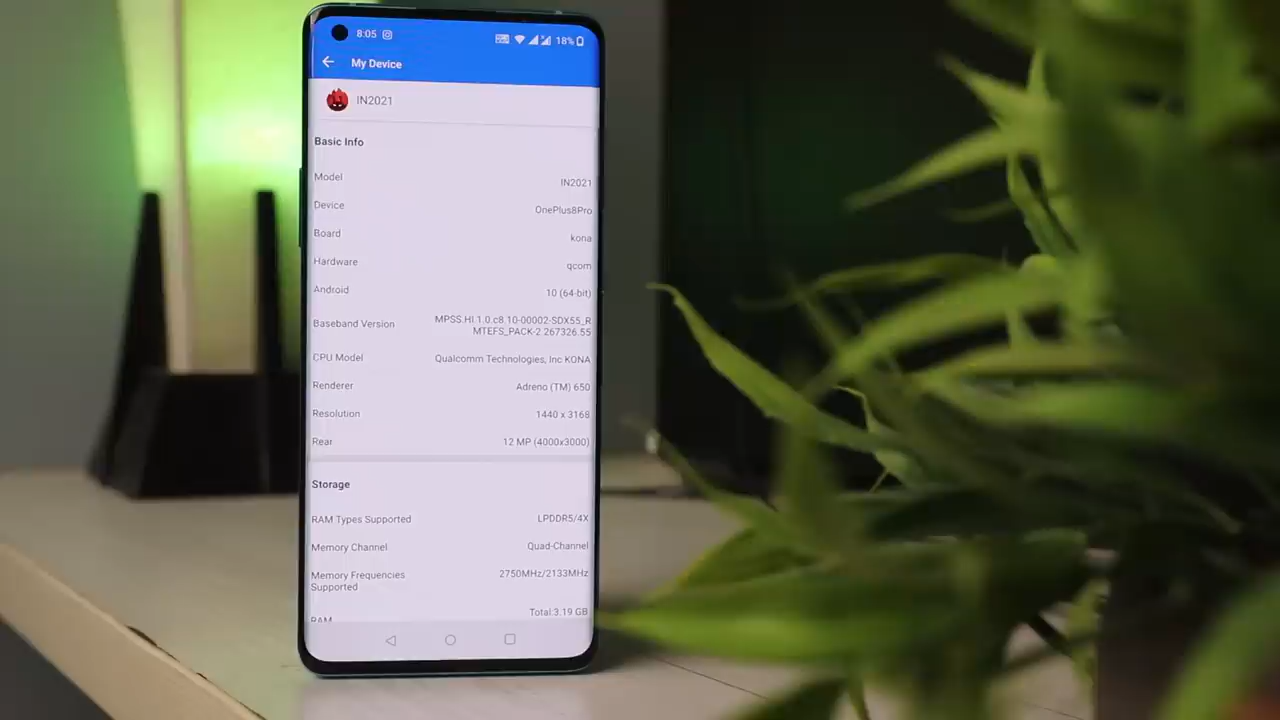 8:05 18%
My Device
IN2021
Basic Info
Model IN2021
Device OnePlus8Pro
Board kona
Hardware qcom
Android 10 (64-bit)
Baseband Version MPSS.HI.1.0.c8.10-00002-SDX55_R
MTEFS_PACK-2.267326.55
CPU Model Qualcomm Technologies, Inc KONA
Renderer Adreno (TM) 650
Resolution 1440 x 3168
Rear 12 MP (4000x3000)
Storage
RAM Types Supported LPDDR5/4X
Memory Channel Quad-Channel
Memory Frequencies 2750MHz/2133MHz
Supported
RAM Total:3.19 GB